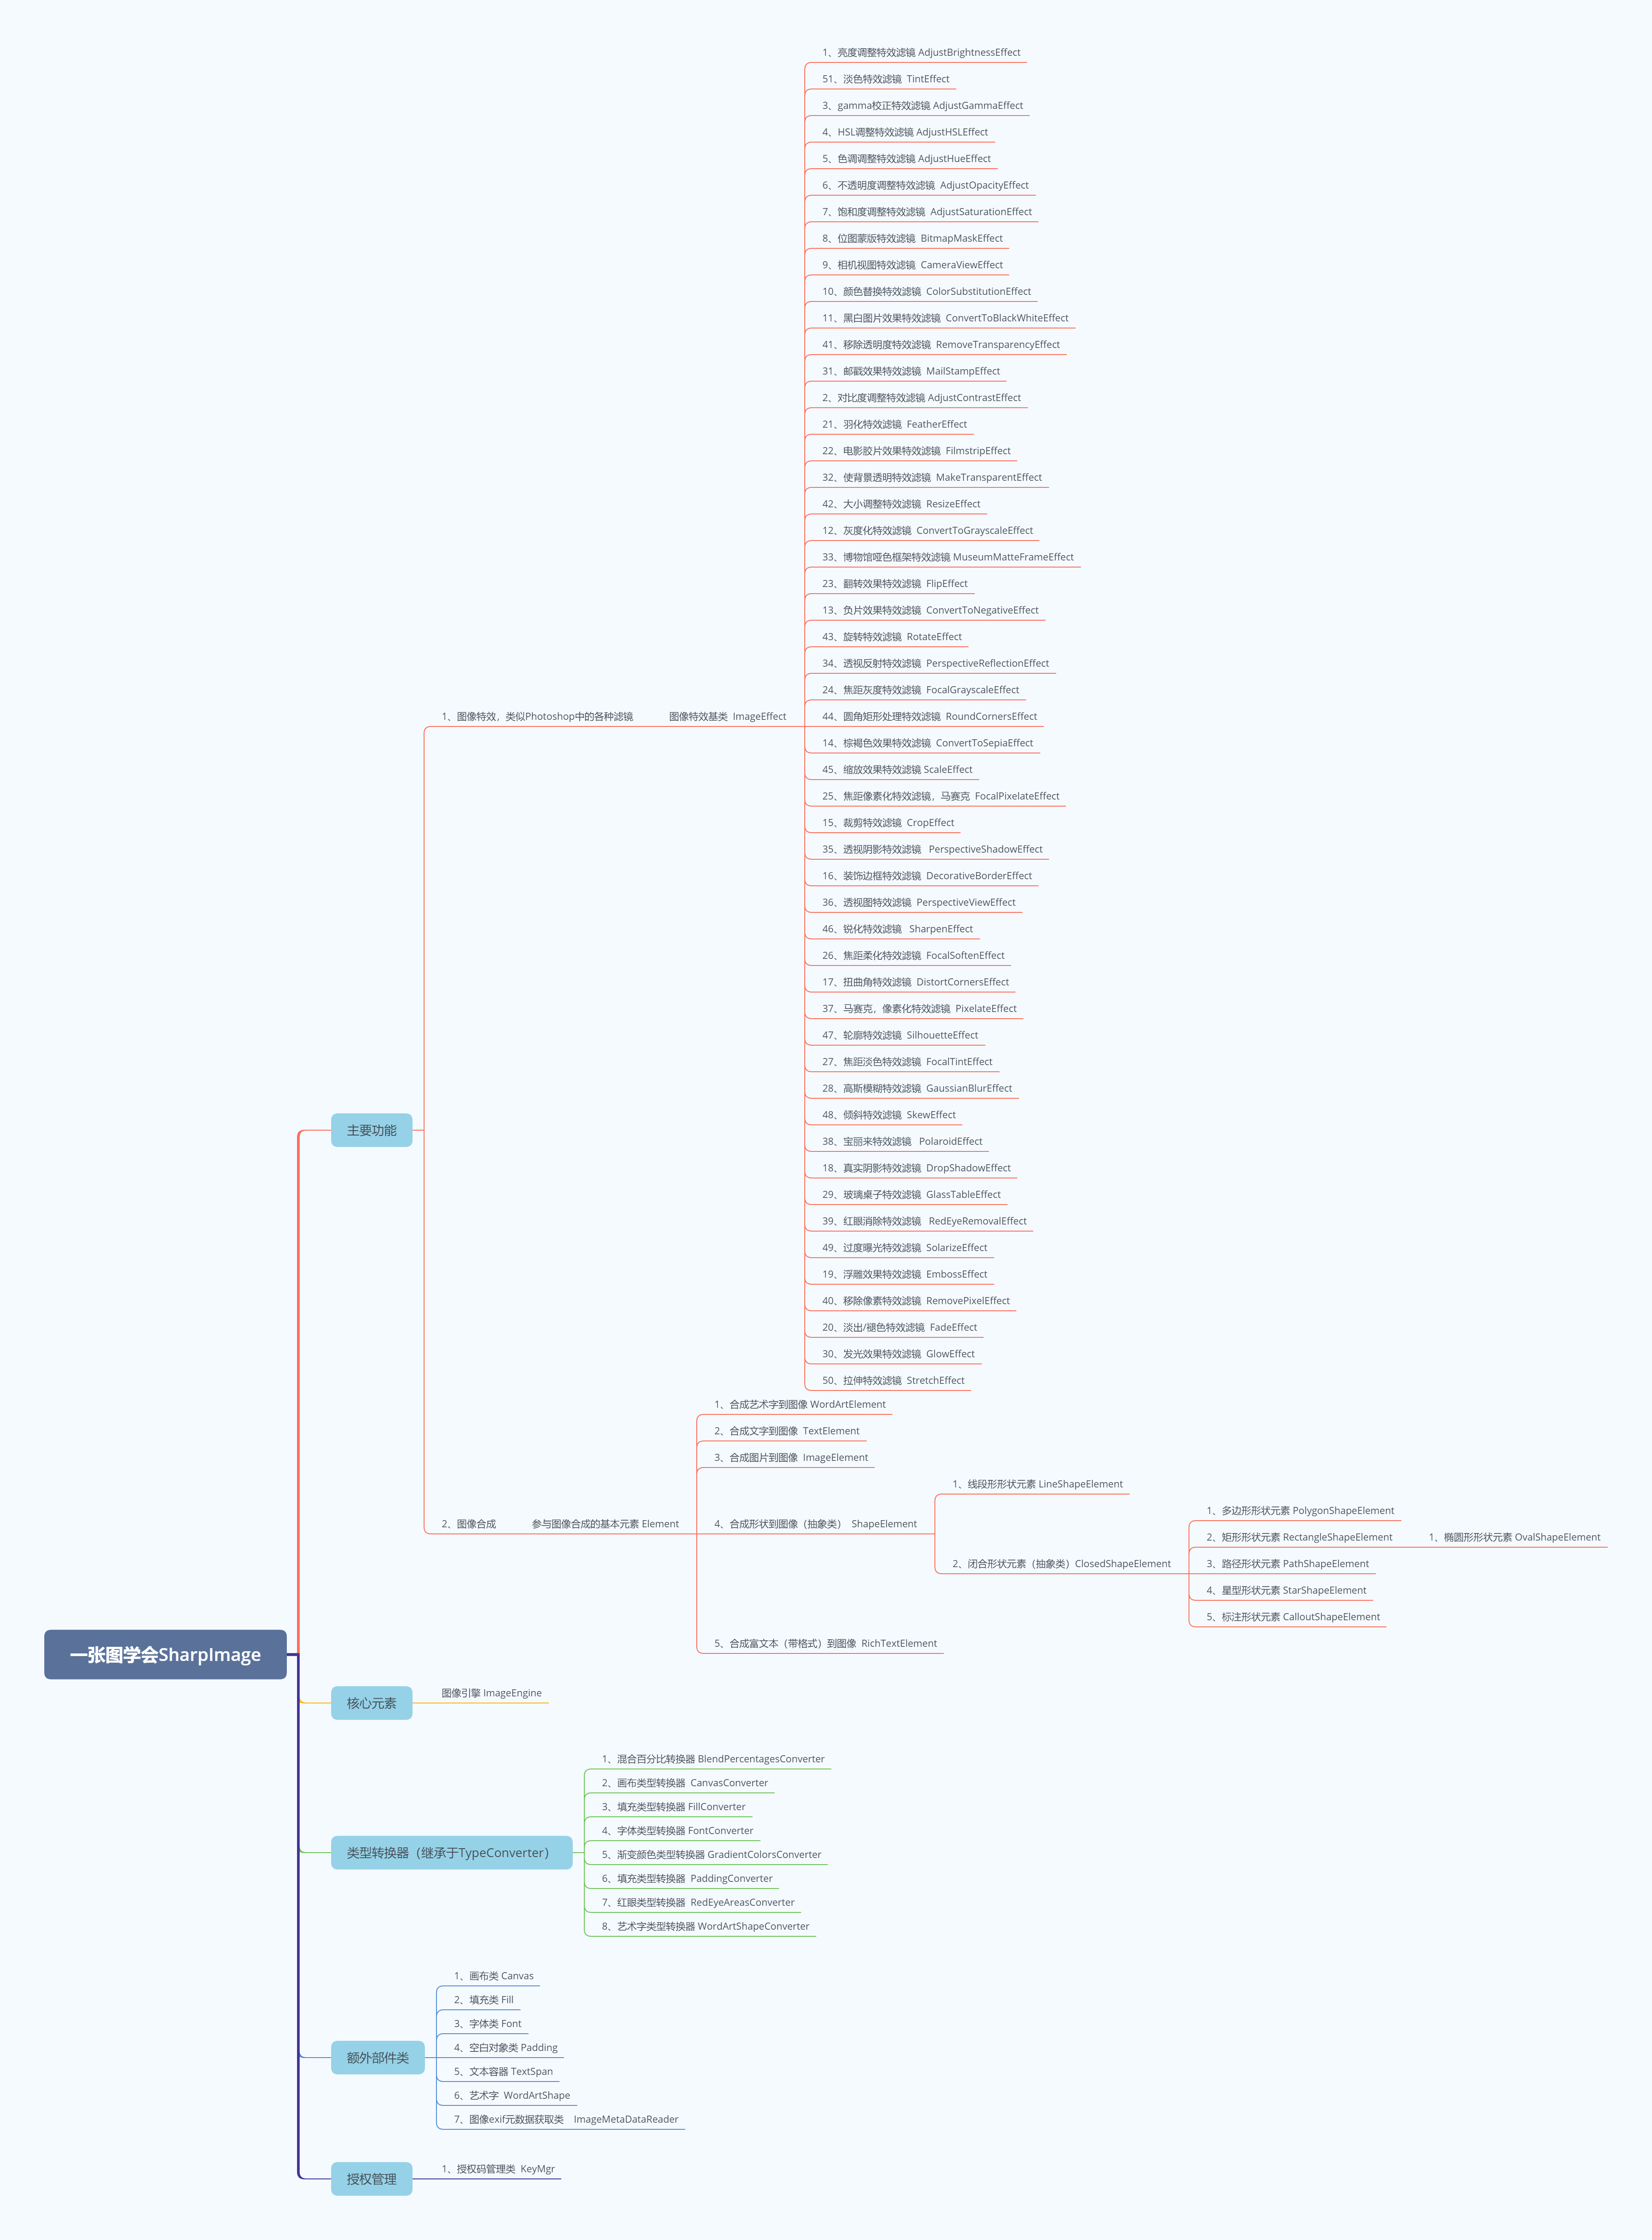 一张图学会SharpImage
主要功能
1、图像特效，类似Photoshop中的各种滤镜
图像特效基类  ImageEffect
1、亮度调整特效滤镜 AdjustBrightnessEffect
51、淡色特效滤镜  TintEffect
3、gamma校正特效滤镜 AdjustGammaEffect
4、HSL调整特效滤镜 AdjustHSLEffect
5、色调调整特效滤镜 AdjustHueEffect
6、不透明度调整特效滤镜  AdjustOpacityEffect
7、饱和度调整特效滤镜  AdjustSaturationEffect
8、位图蒙版特效滤镜  BitmapMaskEffect
9、相机视图特效滤镜  CameraViewEffect
10、颜色替换特效滤镜  ColorSubstitutionEffect
11、黑白图片效果特效滤镜  ConvertToBlackWhiteEffect
41、移除透明度特效滤镜  RemoveTransparencyEffect
31、邮戳效果特效滤镜  MailStampEffect
2、对比度调整特效滤镜 AdjustContrastEffect
21、羽化特效滤镜  FeatherEffect
22、电影胶片效果特效滤镜  FilmstripEffect
32、使背景透明特效滤镜  MakeTransparentEffect
42、大小调整特效滤镜  ResizeEffect
12、灰度化特效滤镜  ConvertToGrayscaleEffect
33、博物馆哑色框架特效滤镜 MuseumMatteFrameEffect
23、翻转效果特效滤镜  FlipEffect
13、负片效果特效滤镜  ConvertToNegativeEffect
43、旋转特效滤镜  RotateEffect
34、透视反射特效滤镜  PerspectiveReflectionEffect
24、焦距灰度特效滤镜  FocalGrayscaleEffect
44、圆角矩形处理特效滤镜  RoundCornersEffect
14、棕褐色效果特效滤镜  ConvertToSepiaEffect
45、缩放效果特效滤镜 ScaleEffect
25、焦距像素化特效滤镜，马赛克  FocalPixelateEffect
15、裁剪特效滤镜  CropEffect
35、透视阴影特效滤镜   PerspectiveShadowEffect
16、装饰边框特效滤镜  DecorativeBorderEffect
36、透视图特效滤镜  PerspectiveViewEffect
46、锐化特效滤镜   SharpenEffect
26、焦距柔化特效滤镜  FocalSoftenEffect
17、扭曲角特效滤镜  DistortCornersEffect
37、马赛克，像素化特效滤镜  PixelateEffect
47、轮廓特效滤镜  SilhouetteEffect
27、焦距淡色特效滤镜  FocalTintEffect
28、高斯模糊特效滤镜  GaussianBlurEffect
48、倾斜特效滤镜  SkewEffect
38、宝丽来特效滤镜   PolaroidEffect
18、真实阴影特效滤镜  DropShadowEffect
29、玻璃桌子特效滤镜  GlassTableEffect
39、红眼消除特效滤镜   RedEyeRemovalEffect
49、过度曝光特效滤镜  SolarizeEffect
19、浮雕效果特效滤镜  EmbossEffect
40、移除像素特效滤镜  RemovePixelEffect
20、淡出/褪色特效滤镜  FadeEffect
30、发光效果特效滤镜  GlowEffect
50、拉伸特效滤镜  StretchEffect
2、图像合成
参与图像合成的基本元素 Element
1、合成艺术字到图像 WordArtElement
2、合成文字到图像  TextElement
3、合成图片到图像  ImageElement
4、合成形状到图像（抽象类）  ShapeElement
1、线段形形状元素 LineShapeElement
2、闭合形状元素（抽象类）ClosedShapeElement
1、多边形形状元素 PolygonShapeElement
2、矩形形状元素 RectangleShapeElement
1、椭圆形形状元素 OvalShapeElement
3、路径形状元素 PathShapeElement
4、星型形状元素 StarShapeElement
5、标注形状元素 CalloutShapeElement
5、合成富文本（带格式）到图像  RichTextElement
核心元素
图像引擎 ImageEngine
类型转换器（继承于TypeConverter）
1、混合百分比转换器 BlendPercentagesConverter
2、画布类型转换器  CanvasConverter
3、填充类型转换器 FillConverter
4、字体类型转换器 FontConverter
5、渐变颜色类型转换器 GradientColorsConverter
6、填充类型转换器  PaddingConverter
7、红眼类型转换器  RedEyeAreasConverter
8、艺术字类型转换器 WordArtShapeConverter
额外部件类
1、画布类 Canvas
2、填充类 Fill
3、字体类 Font
4、空白对象类 Padding
5、文本容器 TextSpan
6、艺术字  WordArtShape
7、图像exif元数据获取类    ImageMetaDataReader
授权管理
1、授权码管理类  KeyMgr